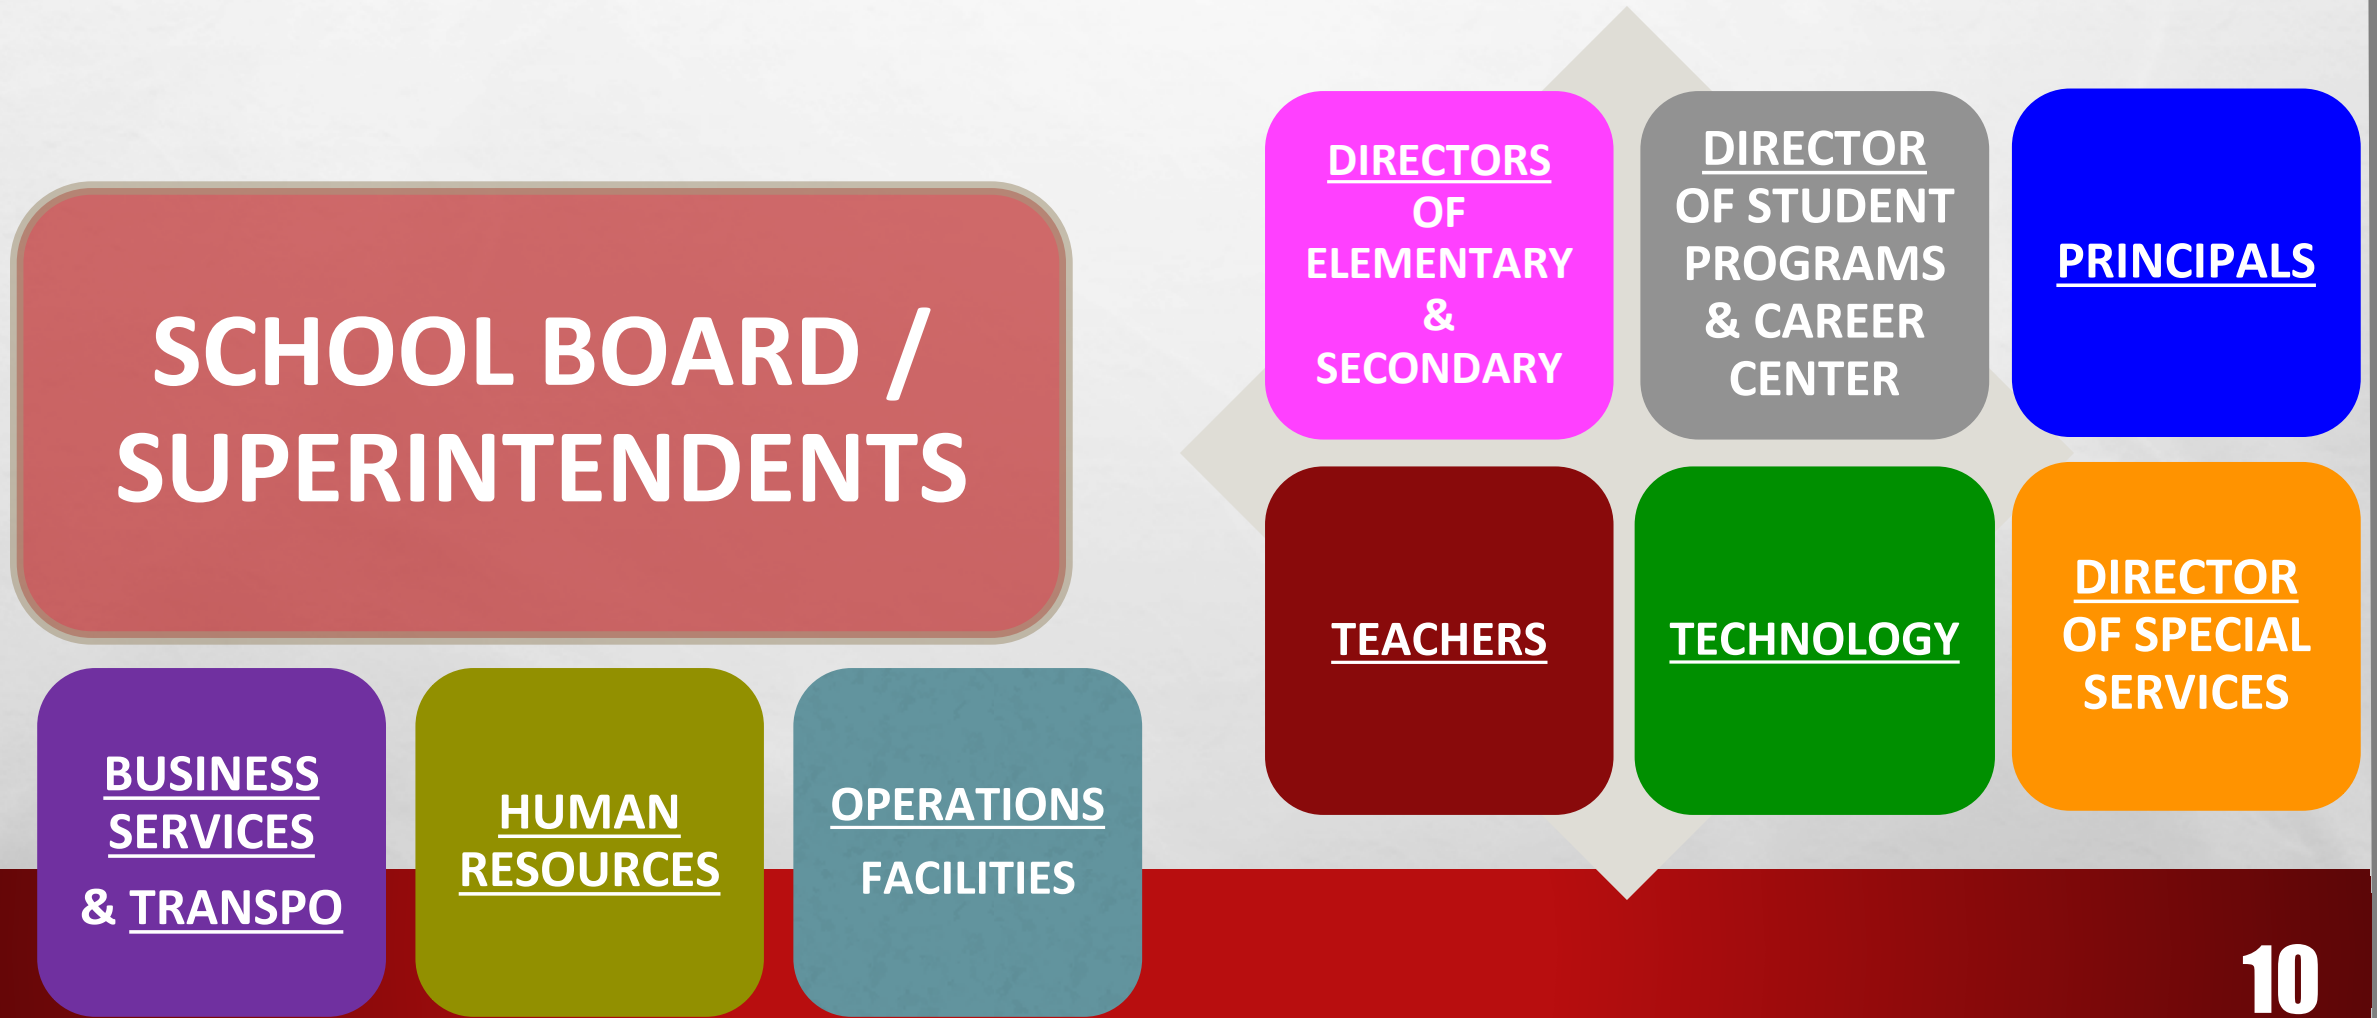 SCHOOL BOARD /
SUPERINTENDENTS
DIRECTORS
OF
ELEMENTARY
&
SECONDARY
DIRECTOR
OF STUDENT
PROGRAMS
& CAREER
CENTER
PRINCIPALS
TEACHERS
TECHNOLOGY
DIRECTOR
OF SPECIAL
SERVICES
BUSINESS
SERVICES
& TRANSPO
HUMAN
RESOURCES
OPERATIONS
FACILITIES
10